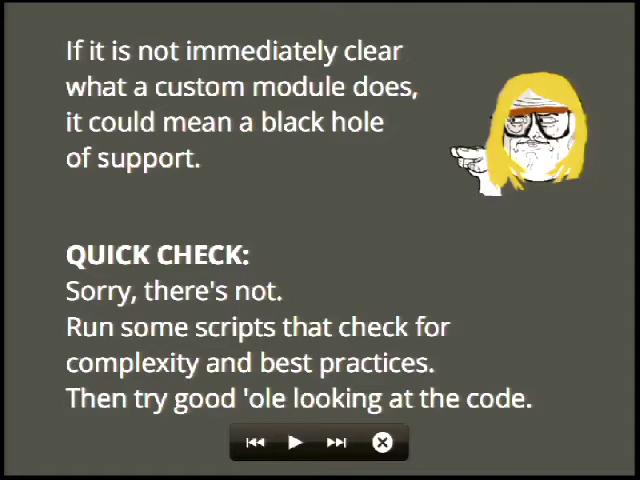 If it is not immediately clear
what a custom module does,
it could mean a black hole
of support.
QUICK CHECK:
Sorry, there's not.
Run some scripts that check for
complexity and best practices.
Then try good 'ole looking at the code.